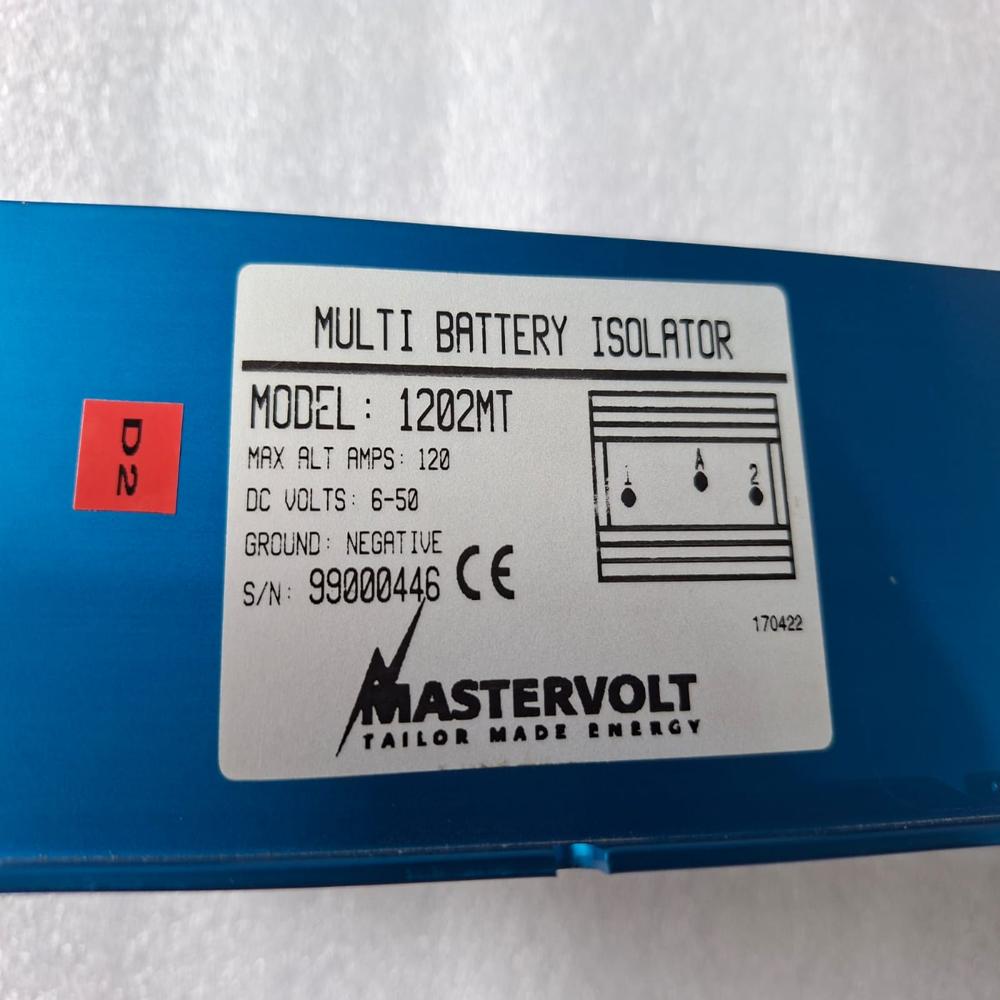 MULTI BATTERY ISOLATOR
MODEL: 1202MT
MAX ALT AMPS: 120
DC VOLTS: 6-50
GROUND: NEGATIVE
S/N: 99000446 CE
1 A 2
170422
MASTERVOLT
TAILOR MADE ENERGY
D2